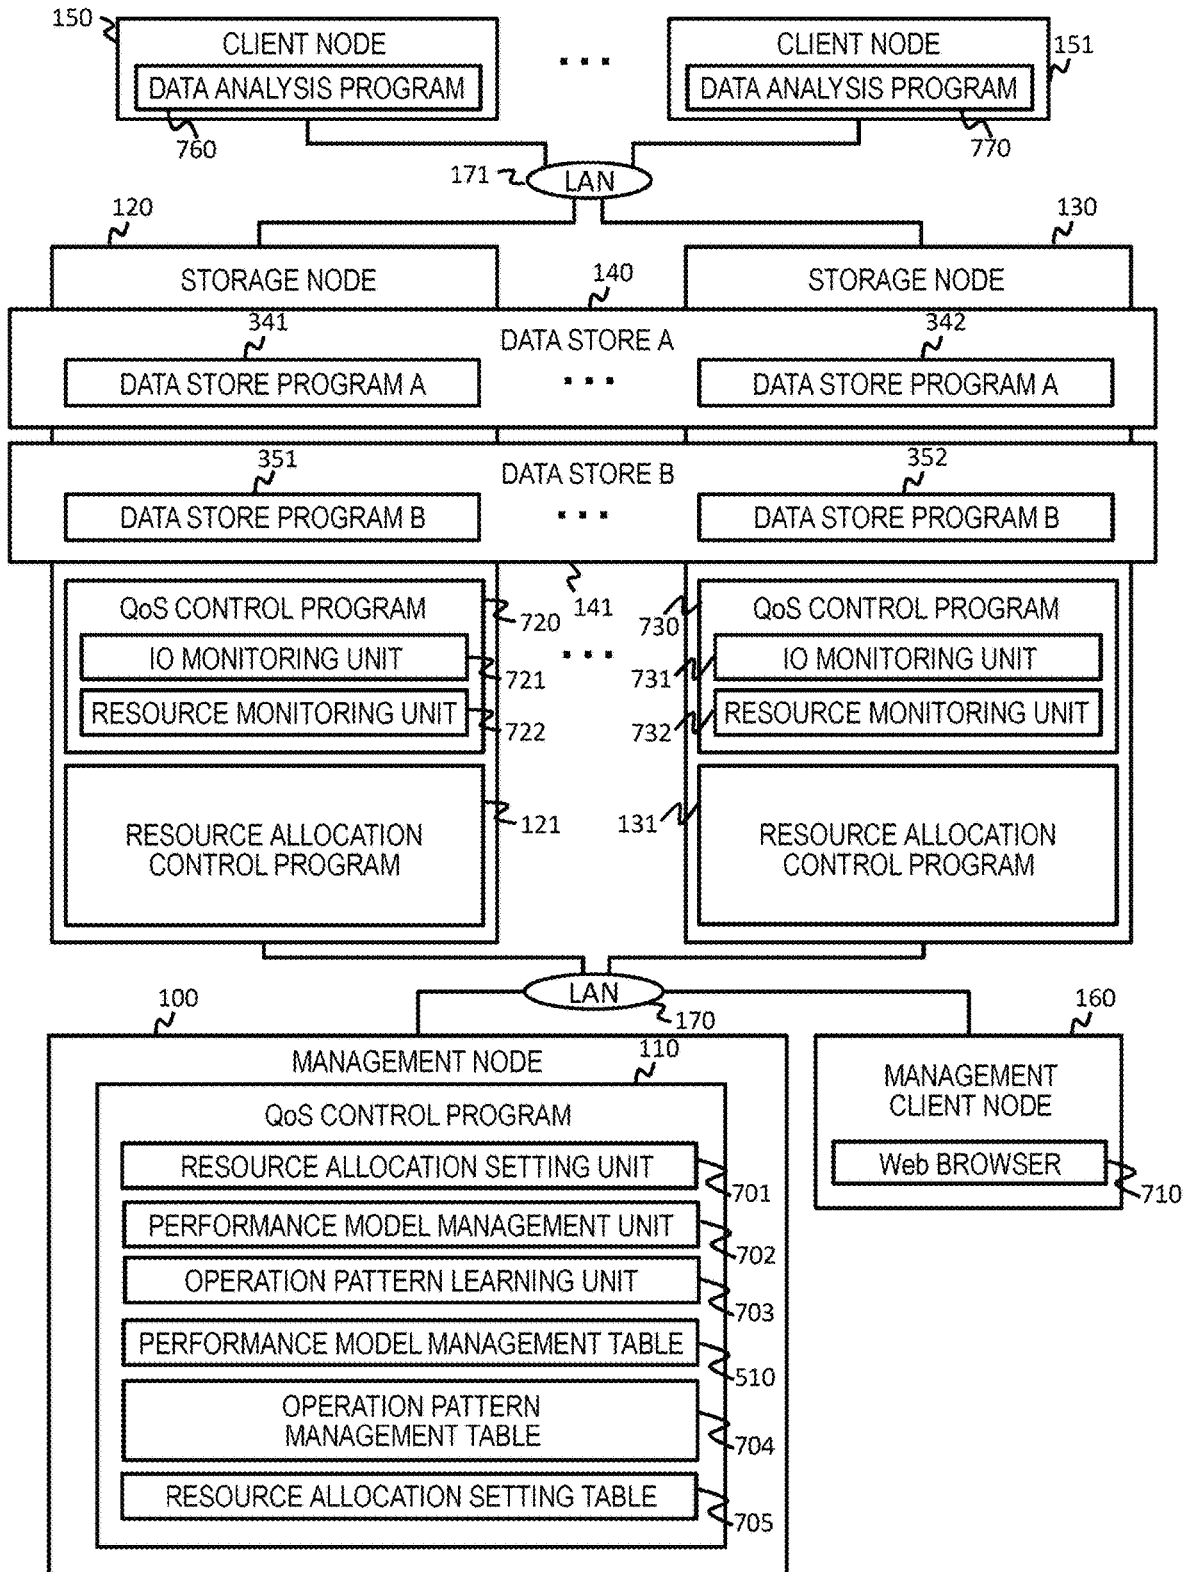 150
CLIENT NODE
DATA ANALYSIS PROGRAM
760
...
CLIENT NODE
151
DATA ANALYSIS PROGRAM
770
171
LAN
120
130
STORAGE NODE
140
STORAGE NODE
341
DATA STORE A
342
DATA STORE PROGRAM A
...
DATA STORE PROGRAM A
351
DATA STORE B
352
DATA STORE PROGRAM B
...
DATA STORE PROGRAM B
141
QoS CONTROL PROGRAM
720
IO MONITORING UNIT
721
RESOURCE MONITORING UNIT
722
RESOURCE ALLOCATION
CONTROL PROGRAM
121
...
QoS CONTROL PROGRAM
730
IO MONITORING UNIT
731
RESOURCE MONITORING UNIT
732
RESOURCE ALLOCATION
CONTROL PROGRAM
131
LAN
170
100
MANAGEMENT NODE
110
QoS CONTROL PROGRAM
RESOURCE ALLOCATION SETTING UNIT
701
PERFORMANCE MODEL MANAGEMENT UNIT
702
OPERATION PATTERN LEARNING UNIT
703
PERFORMANCE MODEL MANAGEMENT TABLE
510
OPERATION PATTERN
MANAGEMENT TABLE
704
RESOURCE ALLOCATION SETTING TABLE
705
160
MANAGEMENT
CLIENT NODE
Web BROWSER
710